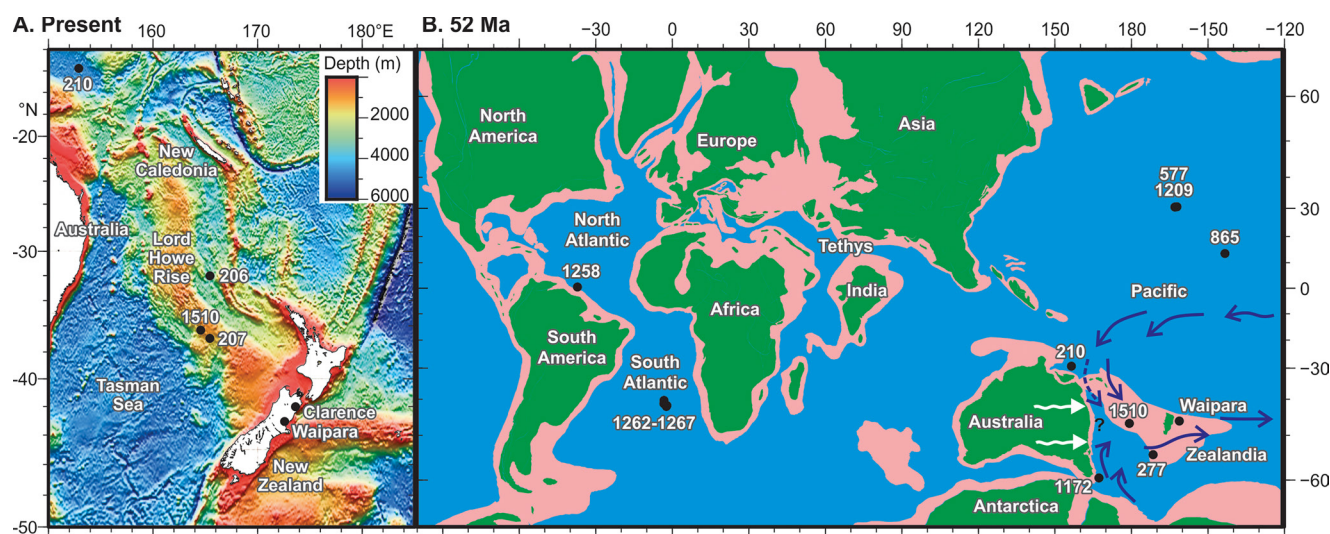 A. Present
160
170
180°E
°N
-20
-30
-40
-50
Depth (m)
2000
4000
6000
210
New
Caledonia
Australia
Lord
Howe
Rise
206
1510
207
Tasman
Sea
Clarence
Waipara
New
Zealand
B. 52 Ma
−30
0
30
60
90
120
150
180
−150
−120
60
30
0
−30
−60
North
America
Europe
Asia
577
1209
North
Atlantic
Tethys
865
1258
India
Africa
Pacific
South
America
South
Atlantic
210
1262-1267
Australia
1510
Waipara
?
Zealandia
277
1172
Antarctica